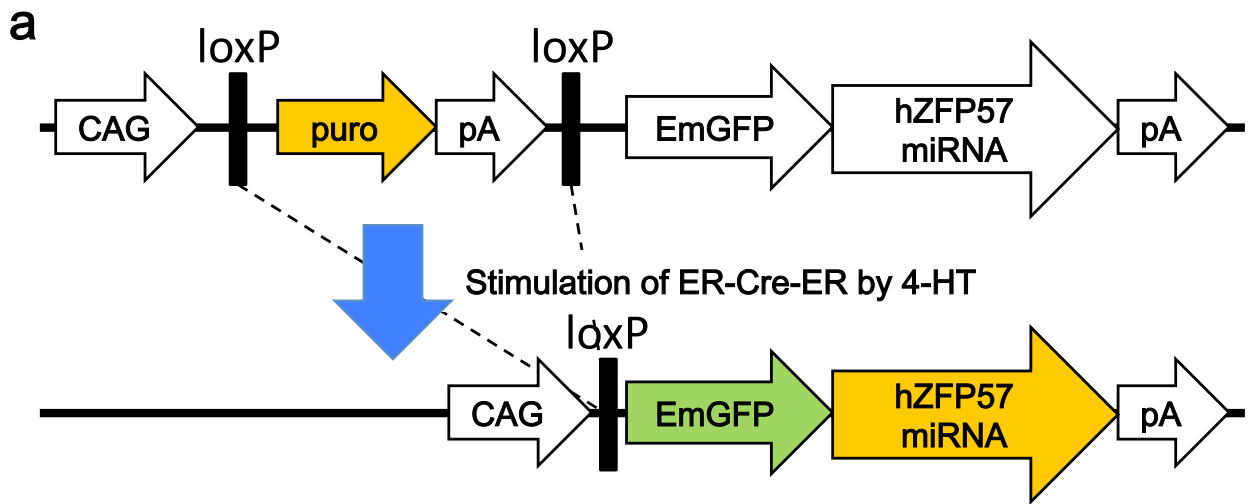 a
loxP
loxP
CAG
puro
pA
EmGFP
hZFP57
miRNA
pA
Stimulation of ER-Cre-ER by 4-HT
loxP
CAG
EmGFP
hZFP57
miRNA
pA